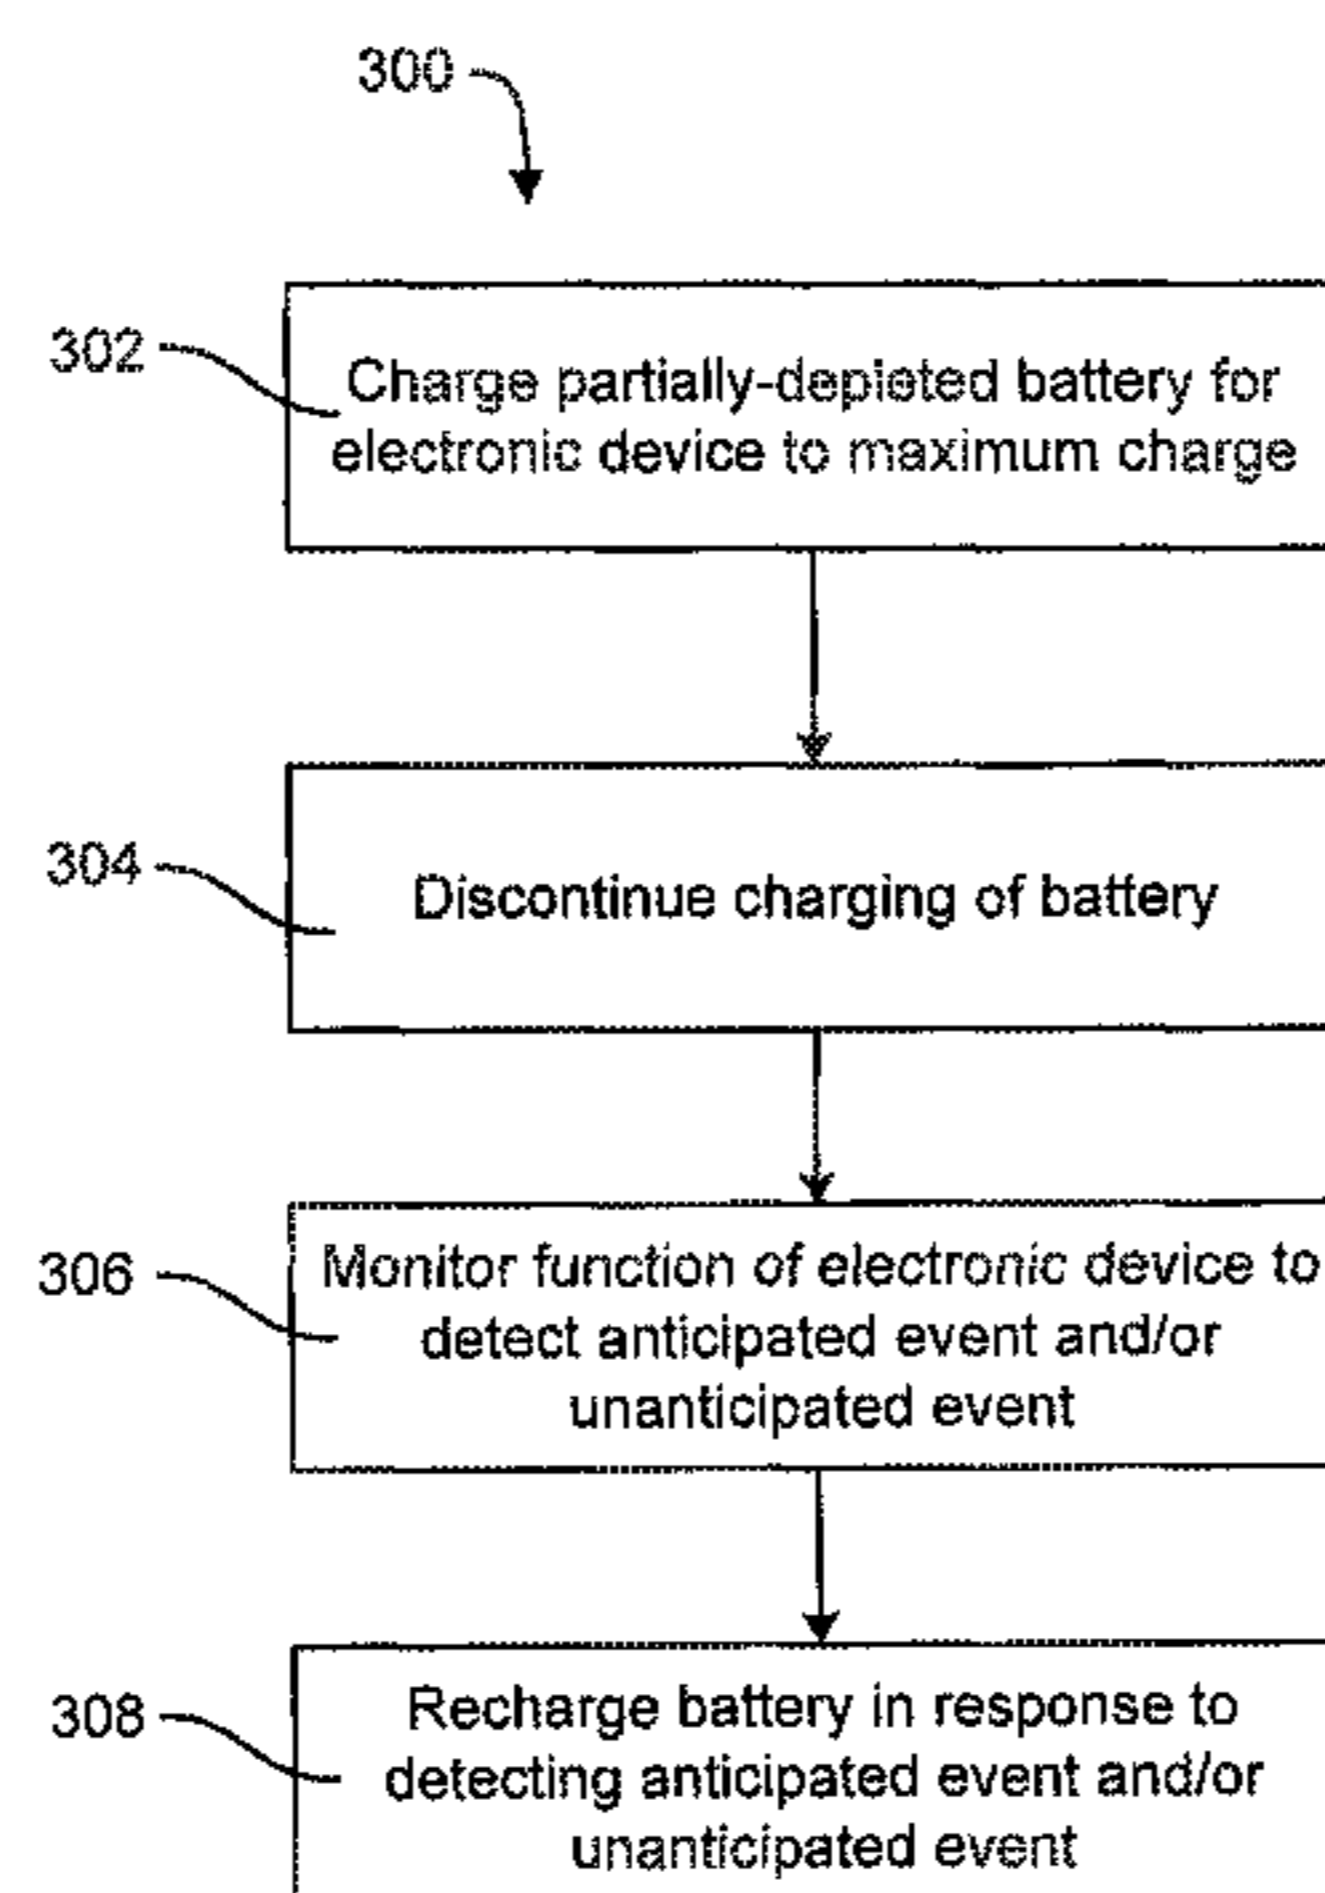 300
302
Charge partially-depleted battery for
electronic device to maximum charge
304
Discontinue charging of battery
306
Monitor function of electronic device to
detect anticipated event and/or
unanticipated event
308
Recharge battery in response to
detecting anticipated event and/or
unanticipated event